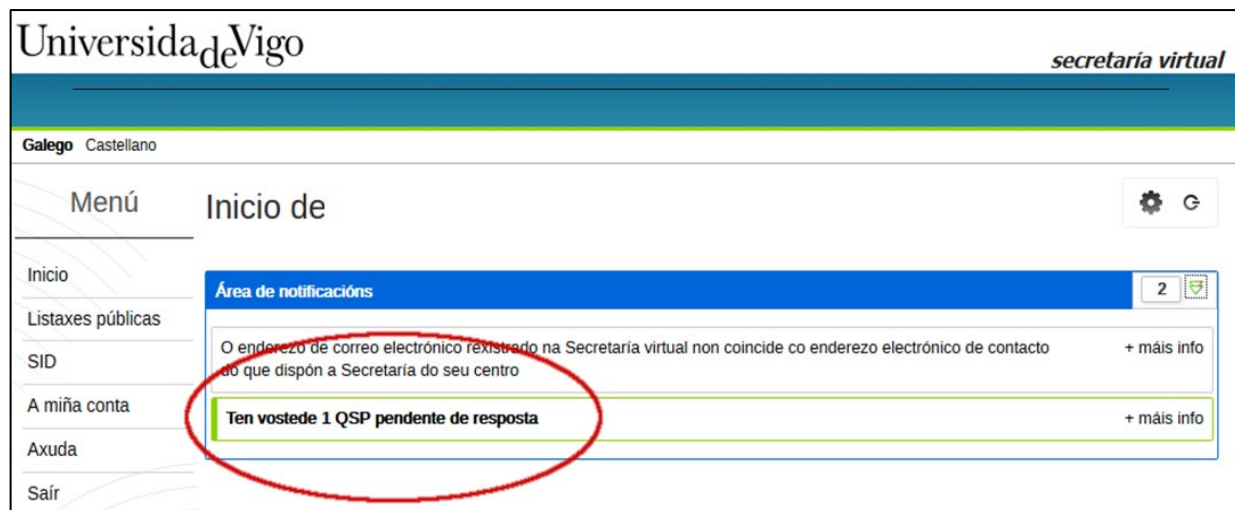 Universidade Vigo
secretaría virtual
Galego Castellano
Menú
Inicio de
Inicio
Listaxes públicas
SID
A miña conta
Axuda
Saír
Área de notificacións
2
O enderezo de correo electrónico rexistrado na Secretaría virtual non coincide co enderezo electrónico de contacto
do que dispón a Secretaría do seu centro
+ máis info
Ten vostede 1 QSP pendente de resposta
+ máis info